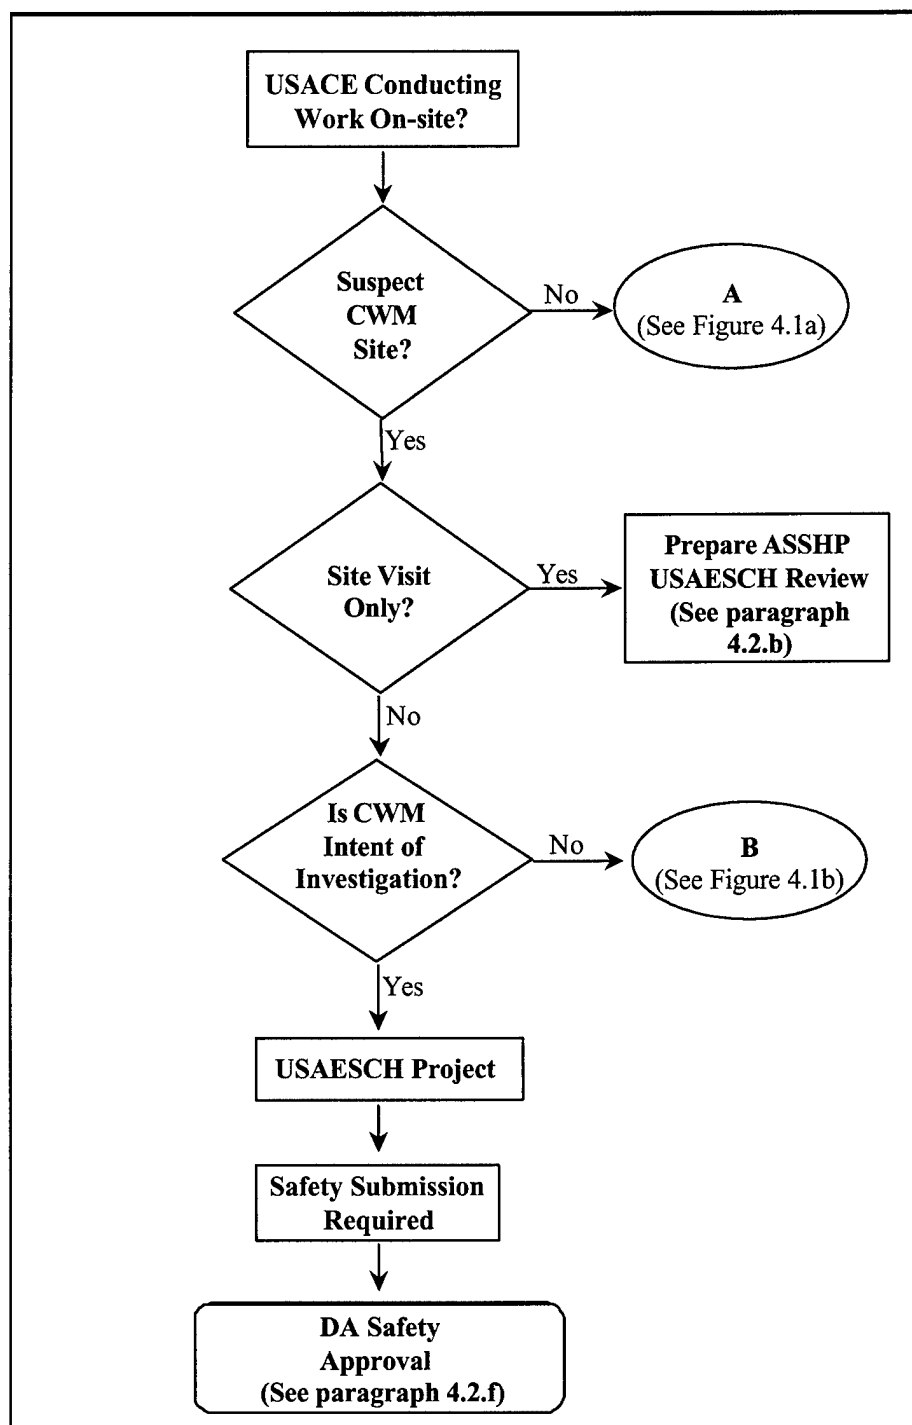 USACE Conducting
Work On-site?
Suspect
CWM
Site?
No
A
(See Figure 4.1a)
Yes
Site Visit
Only?
Yes
Prepare ASSHP
USAESCH Review
(See paragraph
4.2.b)
No
Is CWM
Intent of
Investigation?
No
B
(See Figure 4.1b)
Yes
USAESCH Project
Safety Submission
Required
DA Safety
Approval
(See paragraph 4.2.f)